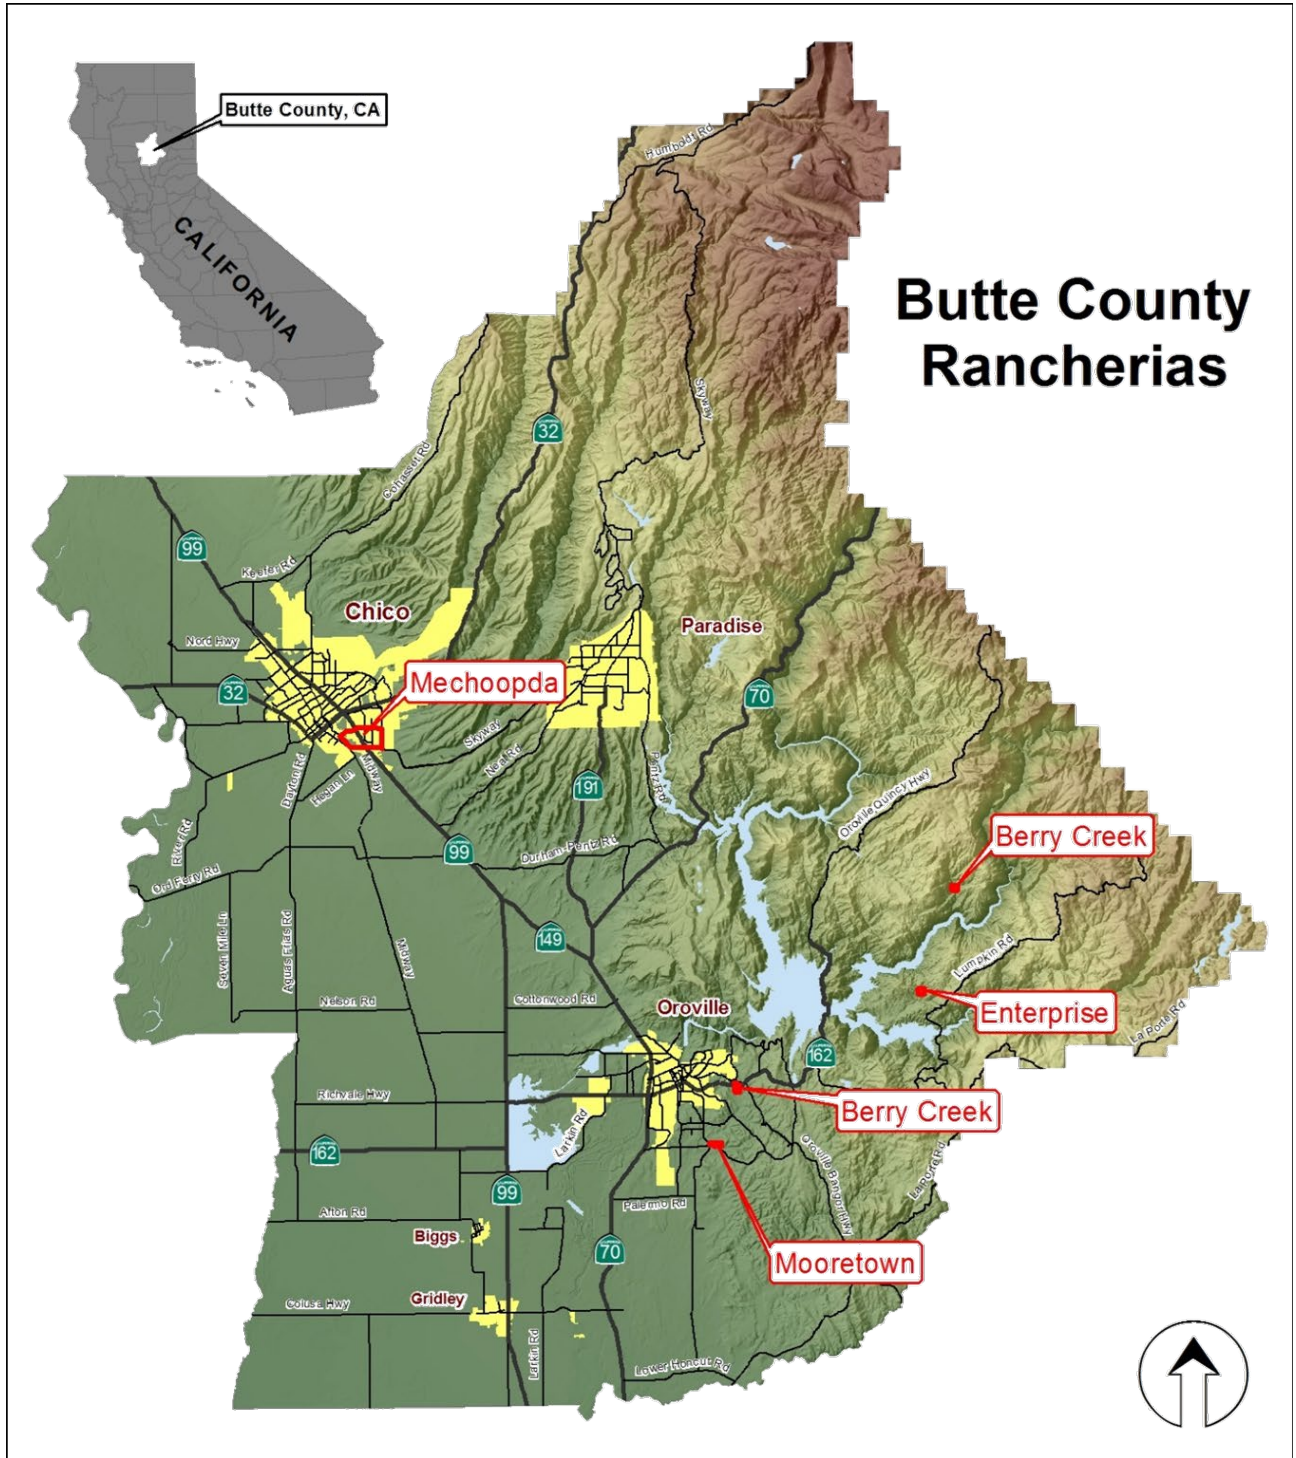 Butte County, CA
CALIFORNIA
Butte County
Rancherias
Humboldt Rd
Skyway
32
Cohasset Rd
99
Keefer Rd
Chico
Paradise
Nord Hwy
32
Mechoopda
70
Skyway
Neal Rd
Pentz Rd
Dayton Rd
Hegan Ln
Midway
191
Oroville Quincy Hwy
River Rd
99
Durham-Pentz Rd
Berry Creek
Ord Ferry Rd
Seven Mile Ln
Aguas Frias Rd
Midway
149
Lumpkin Rd
Nelson Rd
Cottonwood Rd
Oroville
Enterprise
La Porte Rd
162
Richvale Hwy
Larkin Rd
Berry Creek
162
Oroville Bangor Hwy
La Porte Rd
99
Afton Rd
Palermo Rd
Biggs
70
Mooretown
Gridley
Colusa Hwy
Larkin Rd
Lower Honcut Rd